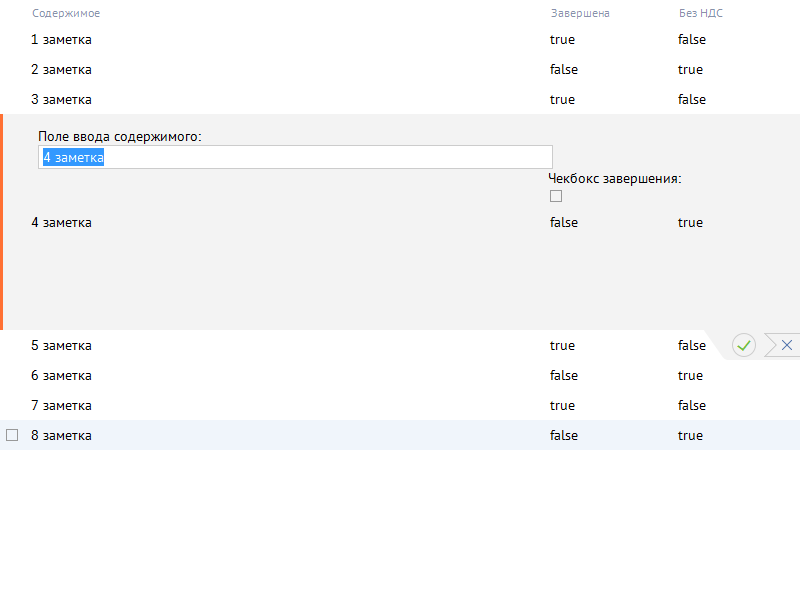 Содержимое Завершена Без НДС
1 заметка true false
2 заметка false true
3 заметка true false
Поле ввода содержимого:
4 заметка
Чекбокс завершения:
4 заметка false true
5 заметка true false
6 заметка false true
7 заметка true false
8 заметка false true